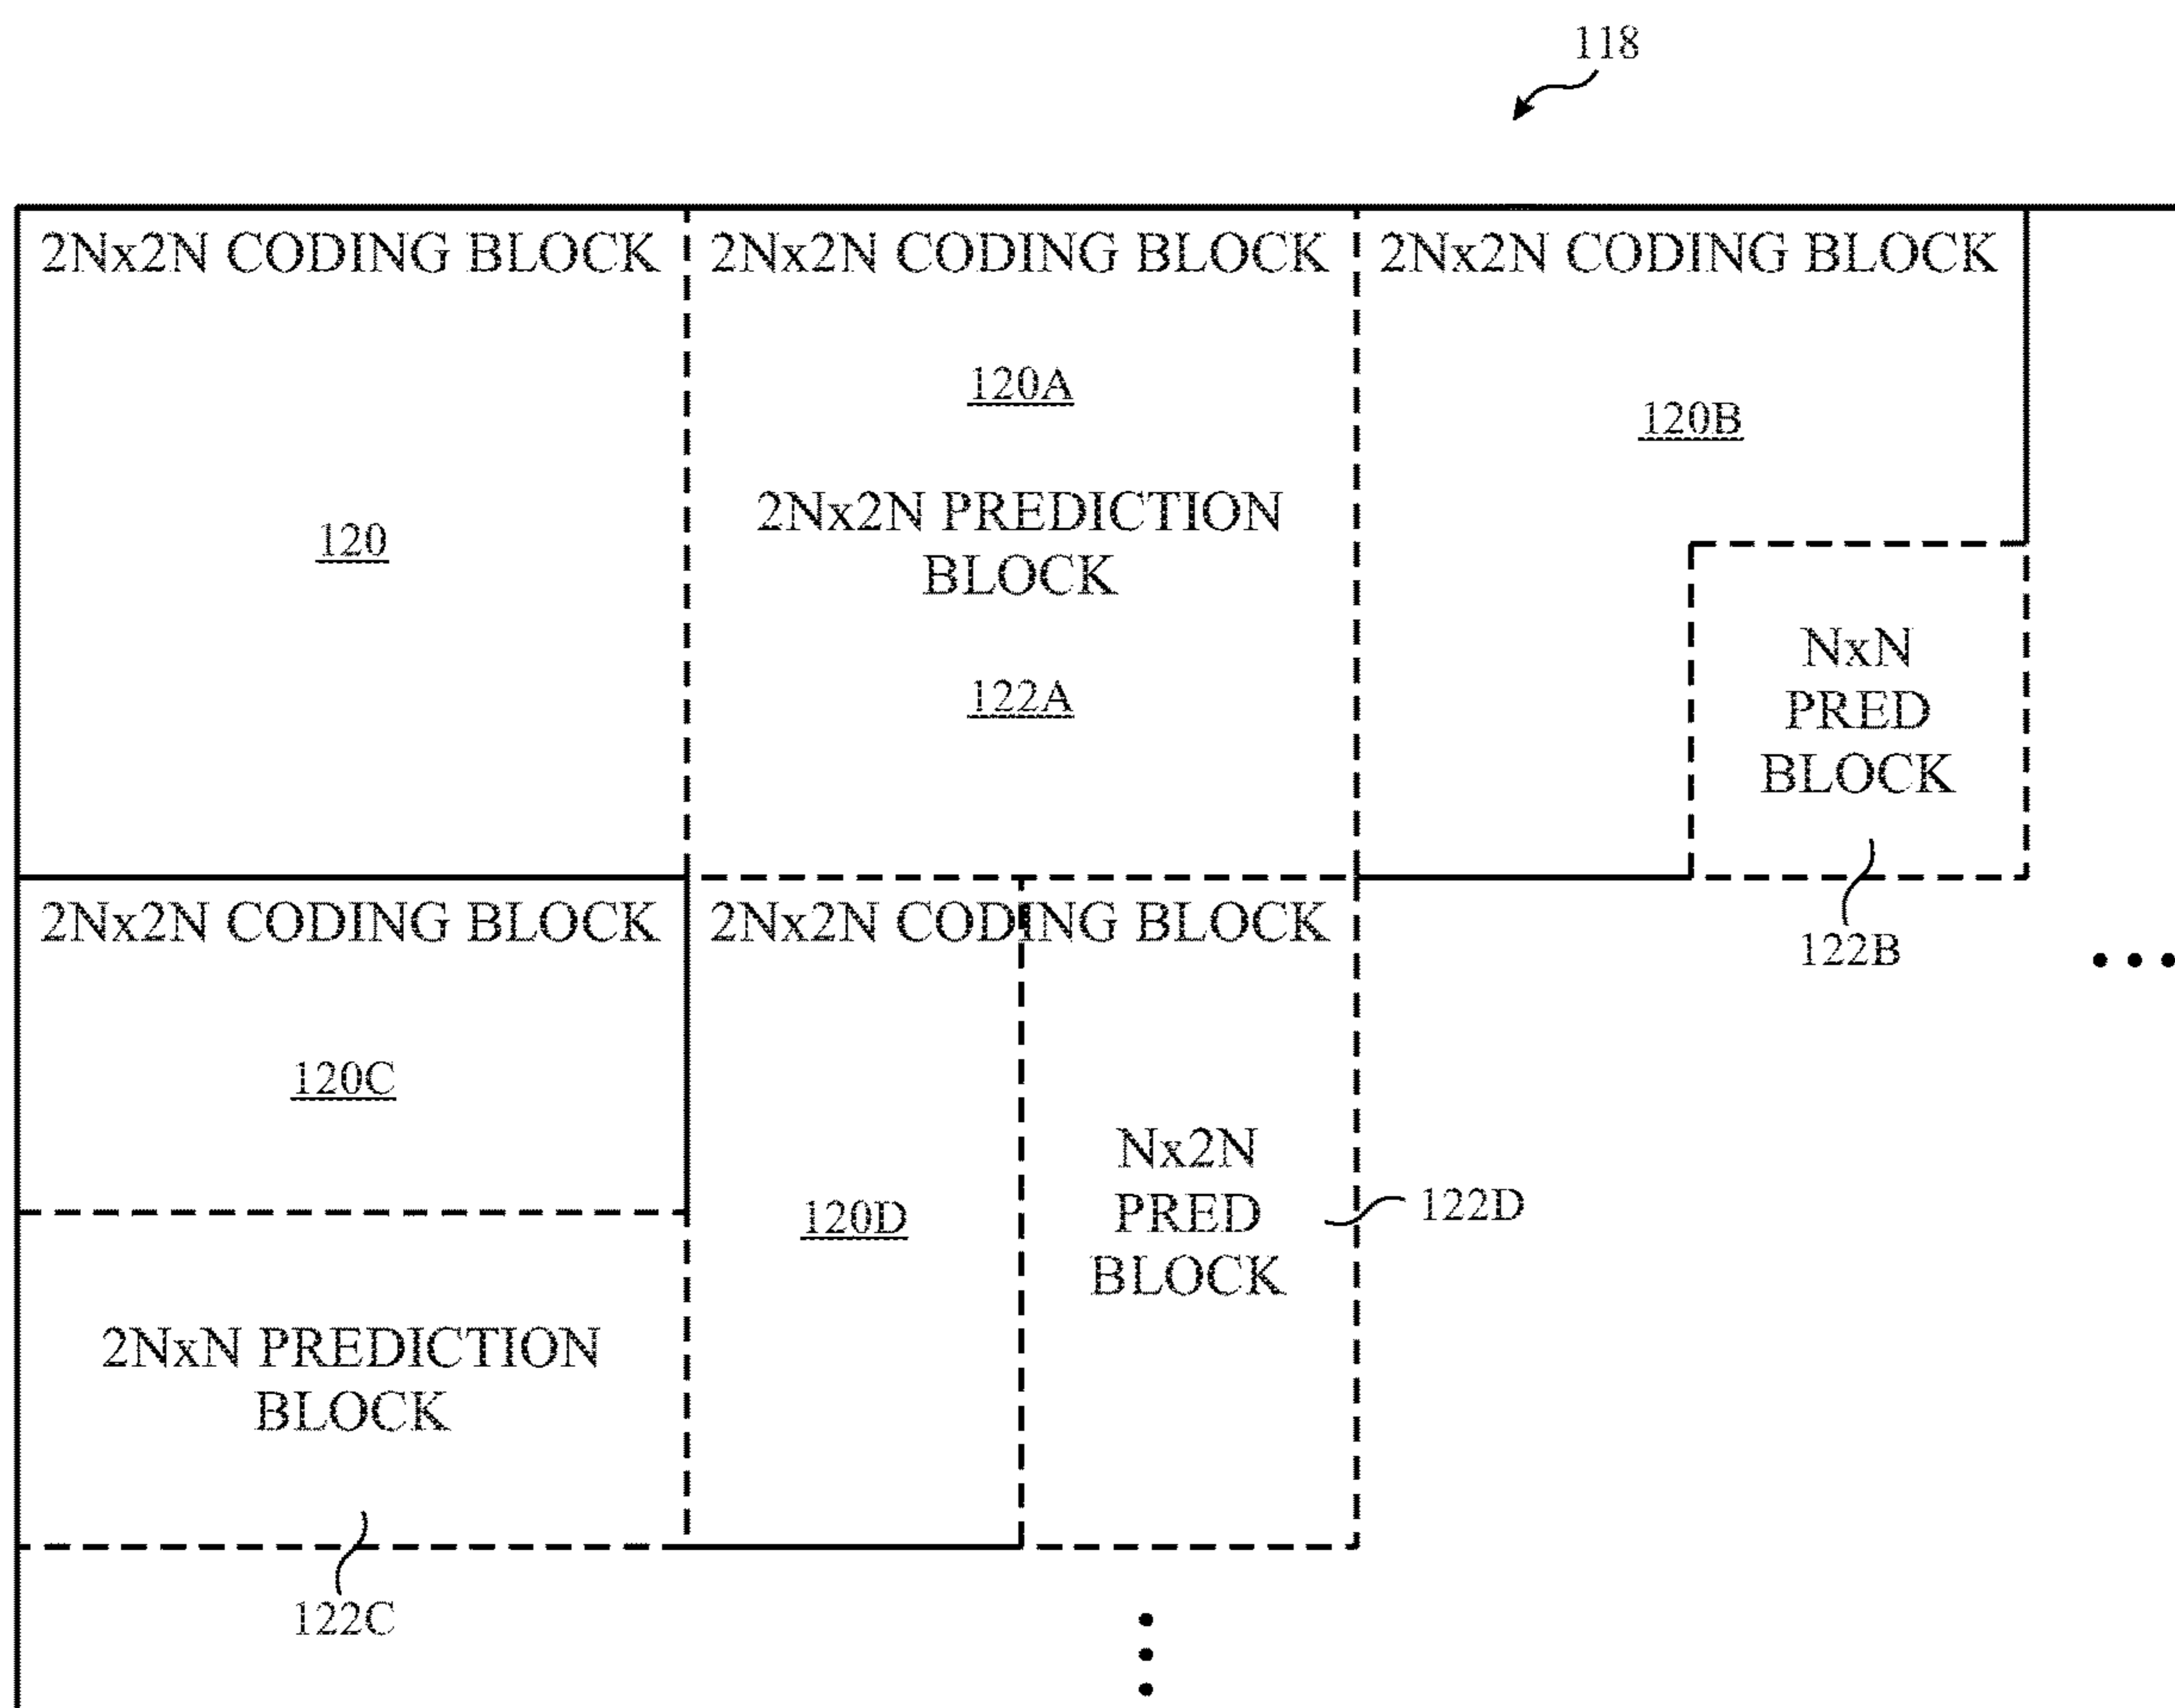 118
2Nx2N CODING BLOCK
120
2Nx2N CODING BLOCK
120A
2Nx2N PREDICTION
BLOCK
122A
2Nx2N CODING BLOCK
120B
NxN
PRED
BLOCK
122B
2Nx2N CODING BLOCK
120C
2NxN PREDICTION
BLOCK
122C
2Nx2N CODING BLOCK
120D
Nx2N
PRED
BLOCK
122D